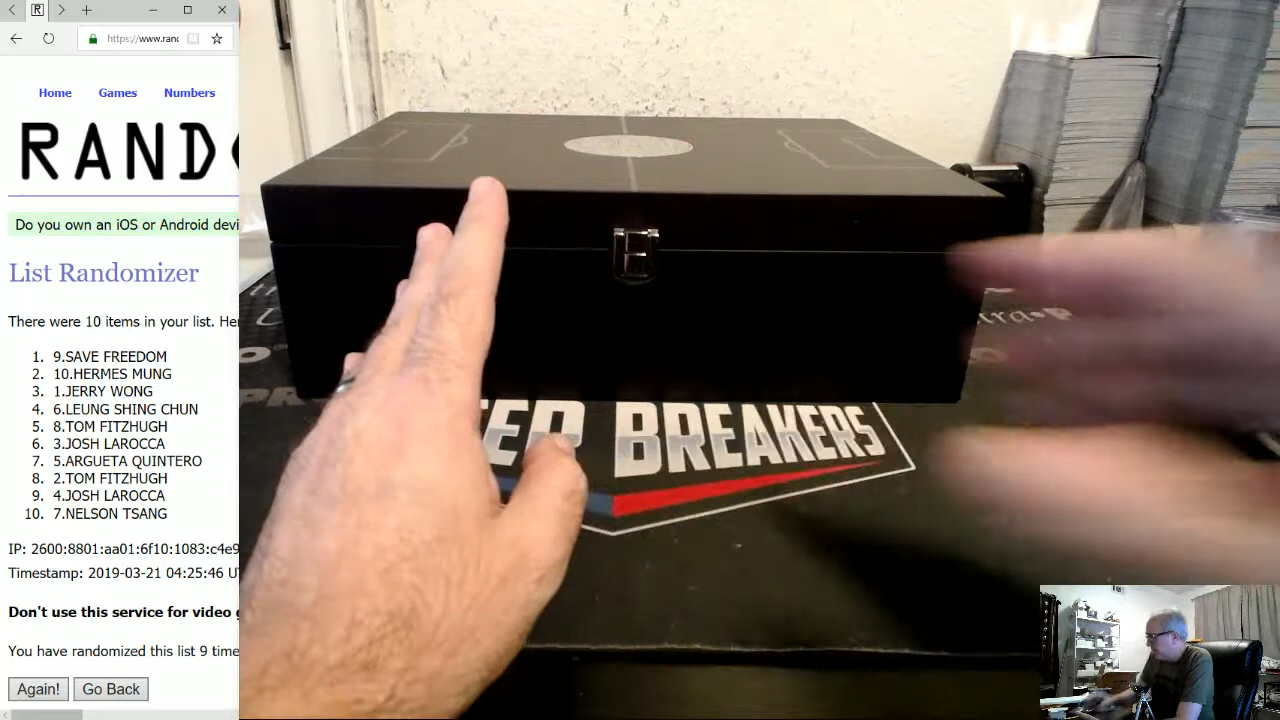 https://www.ranc
Home Games Numbers
RAND
Do you own an iOS or Android devi
List Randomizer
There were 10 items in your list. Her
1. 9.SAVE FREEDOM
2. 10.HERMES MUNG
3. 1.JERRY WONG
4. 6.LEUNG SHING CHUN
5. 8.TOM FITZHUGH
6. 3.JOSH LAROCCA
7. 5.ARGUETA QUINTERO
8. 2.TOM FITZHUGH
9. 4.JOSH LAROCCA
10. 7.NELSON TSANG
IP: 2600:8801:aa01:6f10:1083:c4e9
Timestamp: 2019-03-21 04:25:46 U
Don't use this service for video g
You have randomized this list 9 time
Again! Go Back
BREAKERS